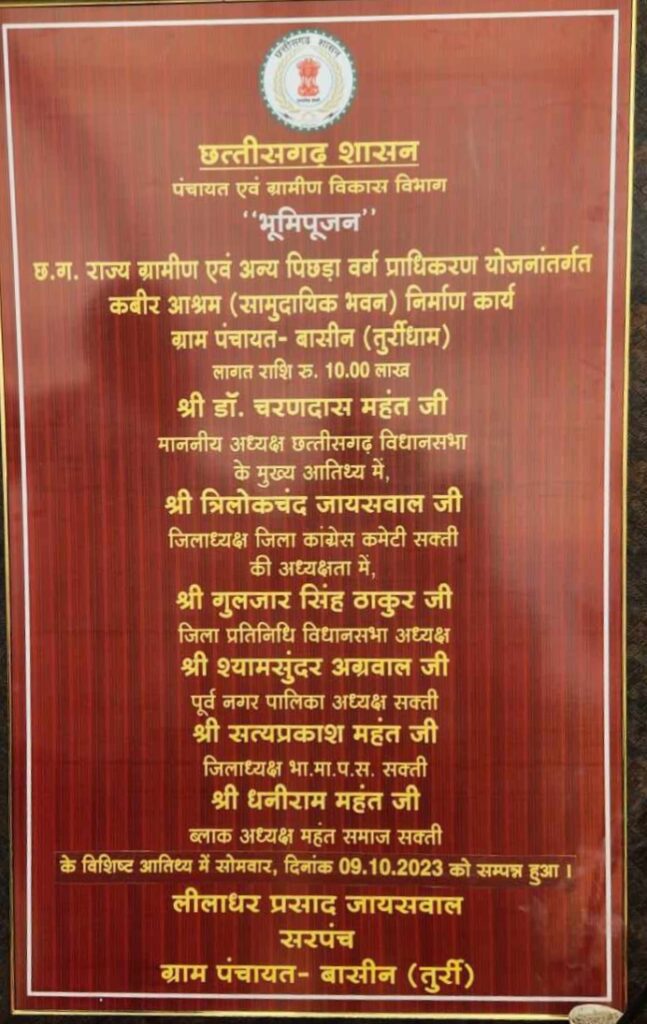 छत्तीसगढ़ शासन
छत्तीसगढ़ शासन
पंचायत एवं ग्रामीण विकास विभाग
''भूमिपूजन''
छ.ग. राज्य ग्रामीण एवं अन्य पिछड़ा वर्ग प्राधिकरण योजनांतर्गत
कबीर आश्रम (सामुदायिक भवन) निर्माण कार्य
ग्राम पंचायत- बासीन (तुर्रीधाम)
लागत राशि रु. 10.00 लाख
श्री डॉ. चरणदास महंत जी
माननीय अध्यक्ष छत्तीसगढ़ विधानसभा
के मुख्य आतिथ्य में,
श्री त्रिलोकचंद जायसवाल जी
जिलाध्यक्ष जिला कांग्रेस कमेटी सक्ती
की अध्यक्षता में,
श्री गुलजार सिंह ठाकुर जी
जिला प्रतिनिधि विधानसभा अध्यक्ष
श्री श्यामसुंदर अग्रवाल जी
पूर्व नगर पालिका अध्यक्ष सक्ती
श्री सत्यप्रकाश महंत जी
जिलाध्यक्ष भा.मा.प.स. सक्ती
श्री धनीराम महंत जी
ब्लाक अध्यक्ष महंत समाज सक्ती
के विशिष्ट आतिथ्य में सोमवार, दिनांक 09.10.2023 को सम्पन्न हुआ ।
लीलाधर प्रसाद जायसवाल
सरपंच
ग्राम पंचायत- बासीन (तुर्री)